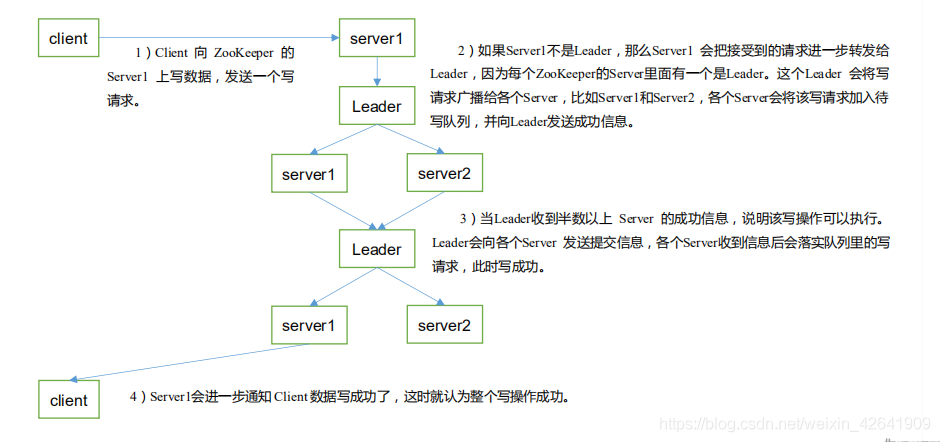 client
server1
1）Client 向 ZooKeeper 的
Server1 上写数据，发送一个写
请求。
2）如果Server1不是Leader，那么Server1 会把接受到的请求进一步转发给
Leader，因为每个ZooKeeper的Server里面有一个是Leader。这个Leader 会将写
请求广播给各个Server，比如Server1和Server2，各个Server会将该写请求加入待
写队列，并向Leader发送成功信息。
Leader
server1
server2
3）当Leader收到半数以上 Server 的成功信息，说明该写操作可以执行。
Leader会向各个Server 发送提交信息，各个Server收到信息后会落实队列里的写
请求，此时写成功。
Leader
server1
server2
client
4）Server1会进一步通知 Client 数据写成功了，这时就认为整个写操作成功。
https://blog.csdn.net/weixin_42641909